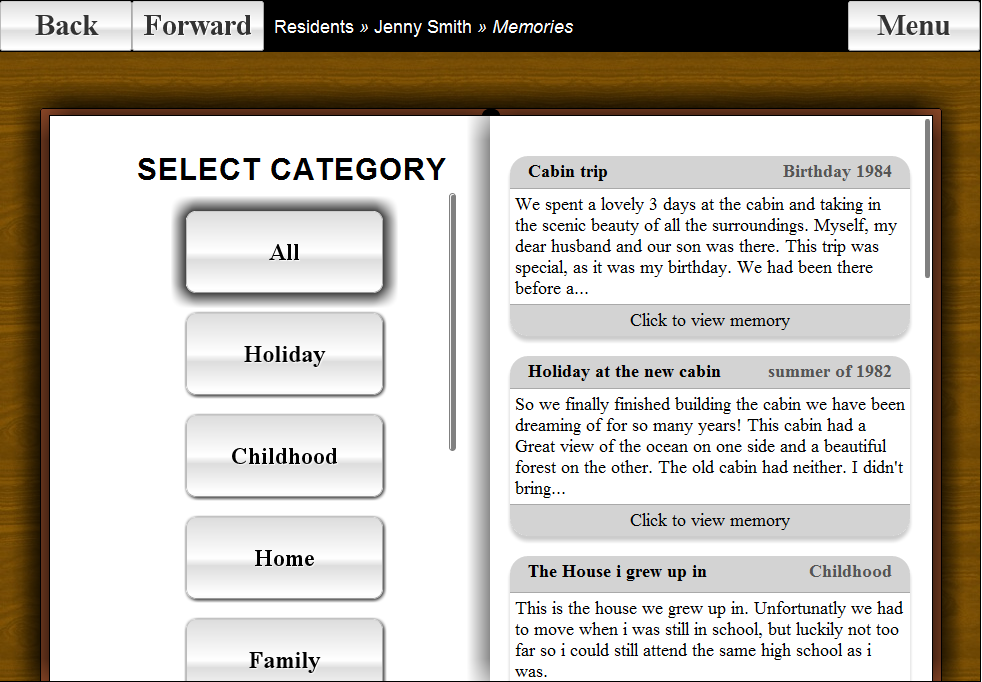 Back Forward Residents » Jenny Smith » Memories Menu
SELECT CATEGORY
All
Holiday
Childhood
Home
Family
Cabin trip Birthday 1984
We spent a lovely 3 days at the cabin and taking in
the scenic beauty of all the surroundings. Myself, my
dear husband and our son was there. This trip was
special, as it was my birthday. We had been there
before a...
Click to view memory
Holiday at the new cabin summer of 1982
So we finally finished building the cabin we have been
dreaming of for so many years! This cabin had a
Great view of the ocean on one side and a beautiful
forest on the other. The old cabin had neither. I didn't
bring...
Click to view memory
The House i grew up in Childhood
This is the house we grew up in. Unfortunatly we had
to move when i was still in school, but luckily not too
far so i could still attend the same high school as i
was.